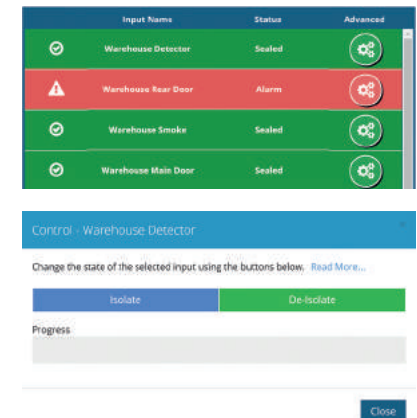 Input Name Status Advanced
Warehouse Detector Sealed
Warehouse Rear Door Alarm
Warehouse Smoke Sealed
Warehouse Main Door Sealed
Control - Warehouse Detector
Change the state of the selected input using the buttons below. Read More...
Isolate De-Isolate
Progress
Close